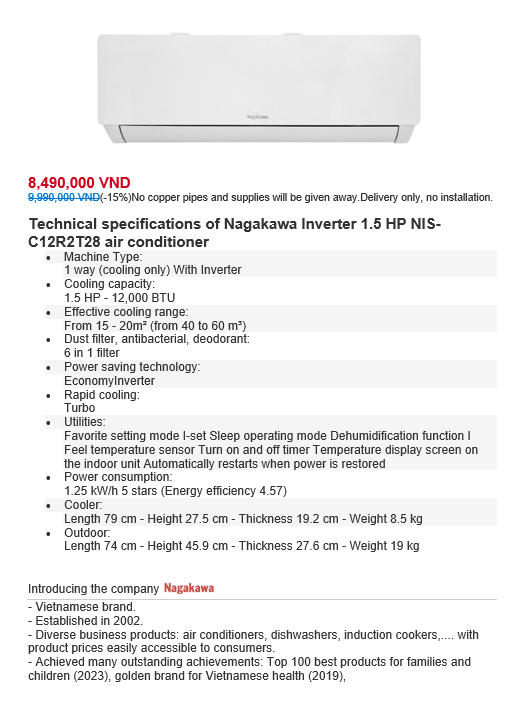 Nagakawa
8,490,000 VND
9,990,000 VND(-15%)No copper pipes and supplies will be given away.Delivery only, no installation.
Technical specifications of Nagakawa Inverter 1.5 HP NIS-
C12R2T28 air conditioner
• Machine Type:
1 way (cooling only) With Inverter
• Cooling capacity:
1.5 HP - 12,000 BTU
• Effective cooling range:
From 15 - 20m² (from 40 to 60 m³)
• Dust filter, antibacterial, deodorant:
6 in 1 filter
• Power saving technology:
EconomyInverter
• Rapid cooling:
Turbo
• Utilities:
Favorite setting mode I-set Sleep operating mode Dehumidification function I
Feel temperature sensor Turn on and off timer Temperature display screen on
the indoor unit Automatically restarts when power is restored
• Power consumption:
1.25 kW/h 5 stars (Energy efficiency 4.57)
• Cooler:
Length 79 cm - Height 27.5 cm - Thickness 19.2 cm - Weight 8.5 kg
• Outdoor:
Length 74 cm - Height 45.9 cm - Thickness 27.6 cm - Weight 19 kg
Introducing the company Nagakawa
- Vietnamese brand.
- Established in 2002.
- Diverse business products: air conditioners, dishwashers, induction cookers,.... with
product prices easily accessible to consumers.
- Achieved many outstanding achievements: Top 100 best products for families and
children (2023), golden brand for Vietnamese health (2019),